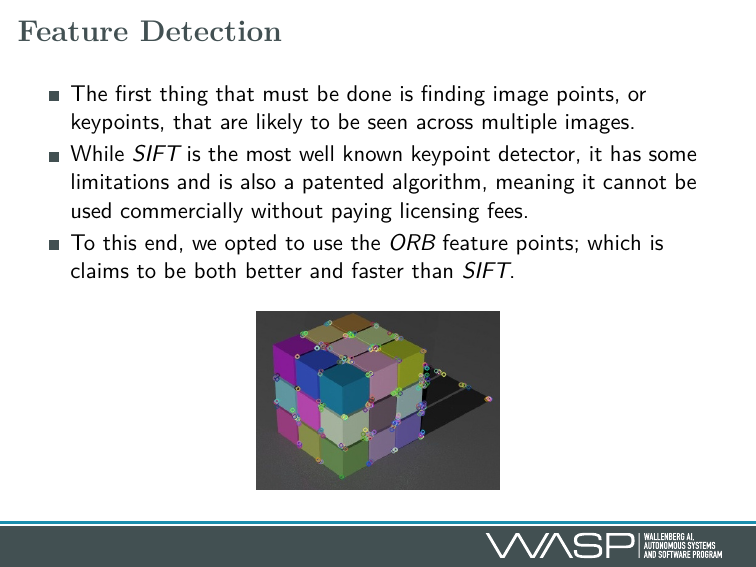 Feature Detection
The first thing that must be done is finding image points, or
keypoints, that are likely to be seen across multiple images.
While SIFT is the most well known keypoint detector, it has some
limitations and is also a patented algorithm, meaning it cannot be
used commercially without paying licensing fees.
To this end, we opted to use the ORB feature points; which is
claims to be both better and faster than SIFT.
WASP
WALLENBERG AI,
AUTONOMOUS SYSTEMS
AND SOFTWARE PROGRAM